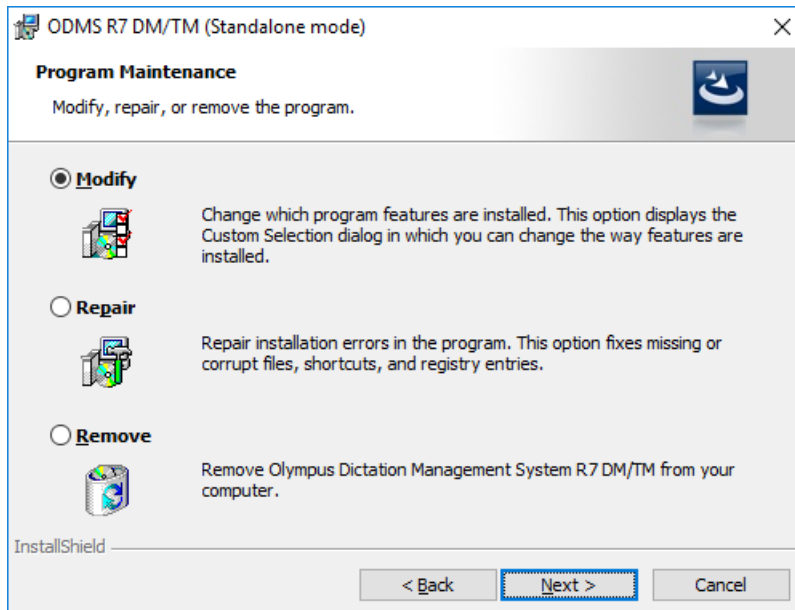 ODMS R7 DM/TM (Standalone mode)
Program Maintenance
Modify, repair, or remove the program.
Modify
Change which program features are installed. This option displays the
Custom Selection dialog in which you can change the way features are
installed.
Repair
Repair installation errors in the program. This option fixes missing or
corrupt files, shortcuts, and registry entries.
Remove
Remove Olympus Dictation Management System R7 DM/TM from your
computer.
InstallShield
< Back
Next >
Cancel